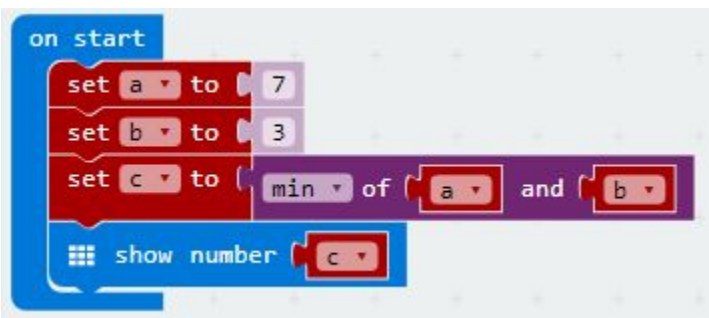 on start
set a to 7
set b to 3
set c to min of a and b
show number c